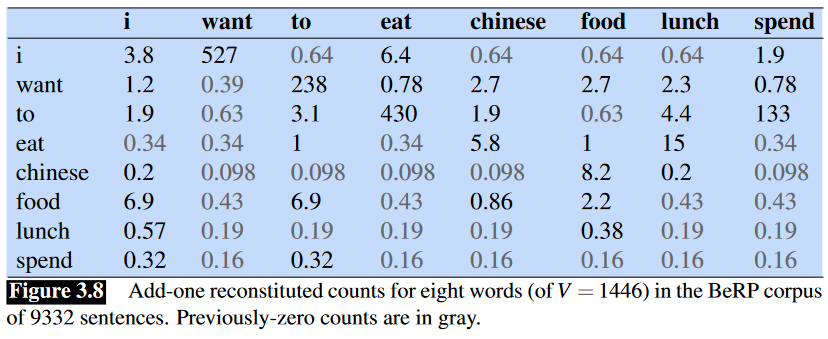 i want to eat chinese food lunch spend
i 3.8 527 0.64 6.4 0.64 0.64 0.64 1.9
want 1.2 0.39 238 0.78 2.7 2.7 2.3 0.78
to 1.9 0.63 3.1 430 1.9 0.63 4.4 133
eat 0.34 0.34 1 0.34 5.8 1 15 0.34
chinese 0.2 0.098 0.098 0.098 0.098 8.2 0.2 0.098
food 6.9 0.43 6.9 0.43 0.86 2.2 0.43 0.43
lunch 0.57 0.19 0.19 0.19 0.19 0.38 0.19 0.19
spend 0.32 0.16 0.32 0.16 0.16 0.16 0.16 0.16
Figure 3.8 Add-one reconstituted counts for eight words (of V = 1446) in the BeRP corpus
of 9332 sentences. Previously-zero counts are in gray.